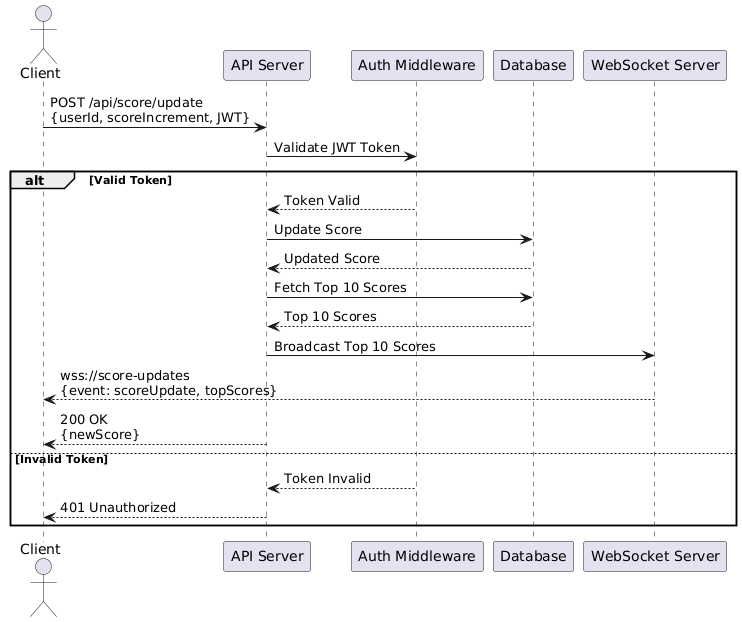 Client
API Server
Auth Middleware
Database
WebSocket Server
POST /api/score/update
{userId, scoreIncrement, JWT}
Validate JWT Token
alt
[Valid Token]
Token Valid
Update Score
Updated Score
Fetch Top 10 Scores
Top 10 Scores
Broadcast Top 10 Scores
wss://score-updates
{event: scoreUpdate, topScores}
200 OK
{newScore}
[Invalid Token]
Token Invalid
401 Unauthorized
Client
API Server
Auth Middleware
Database
WebSocket Server